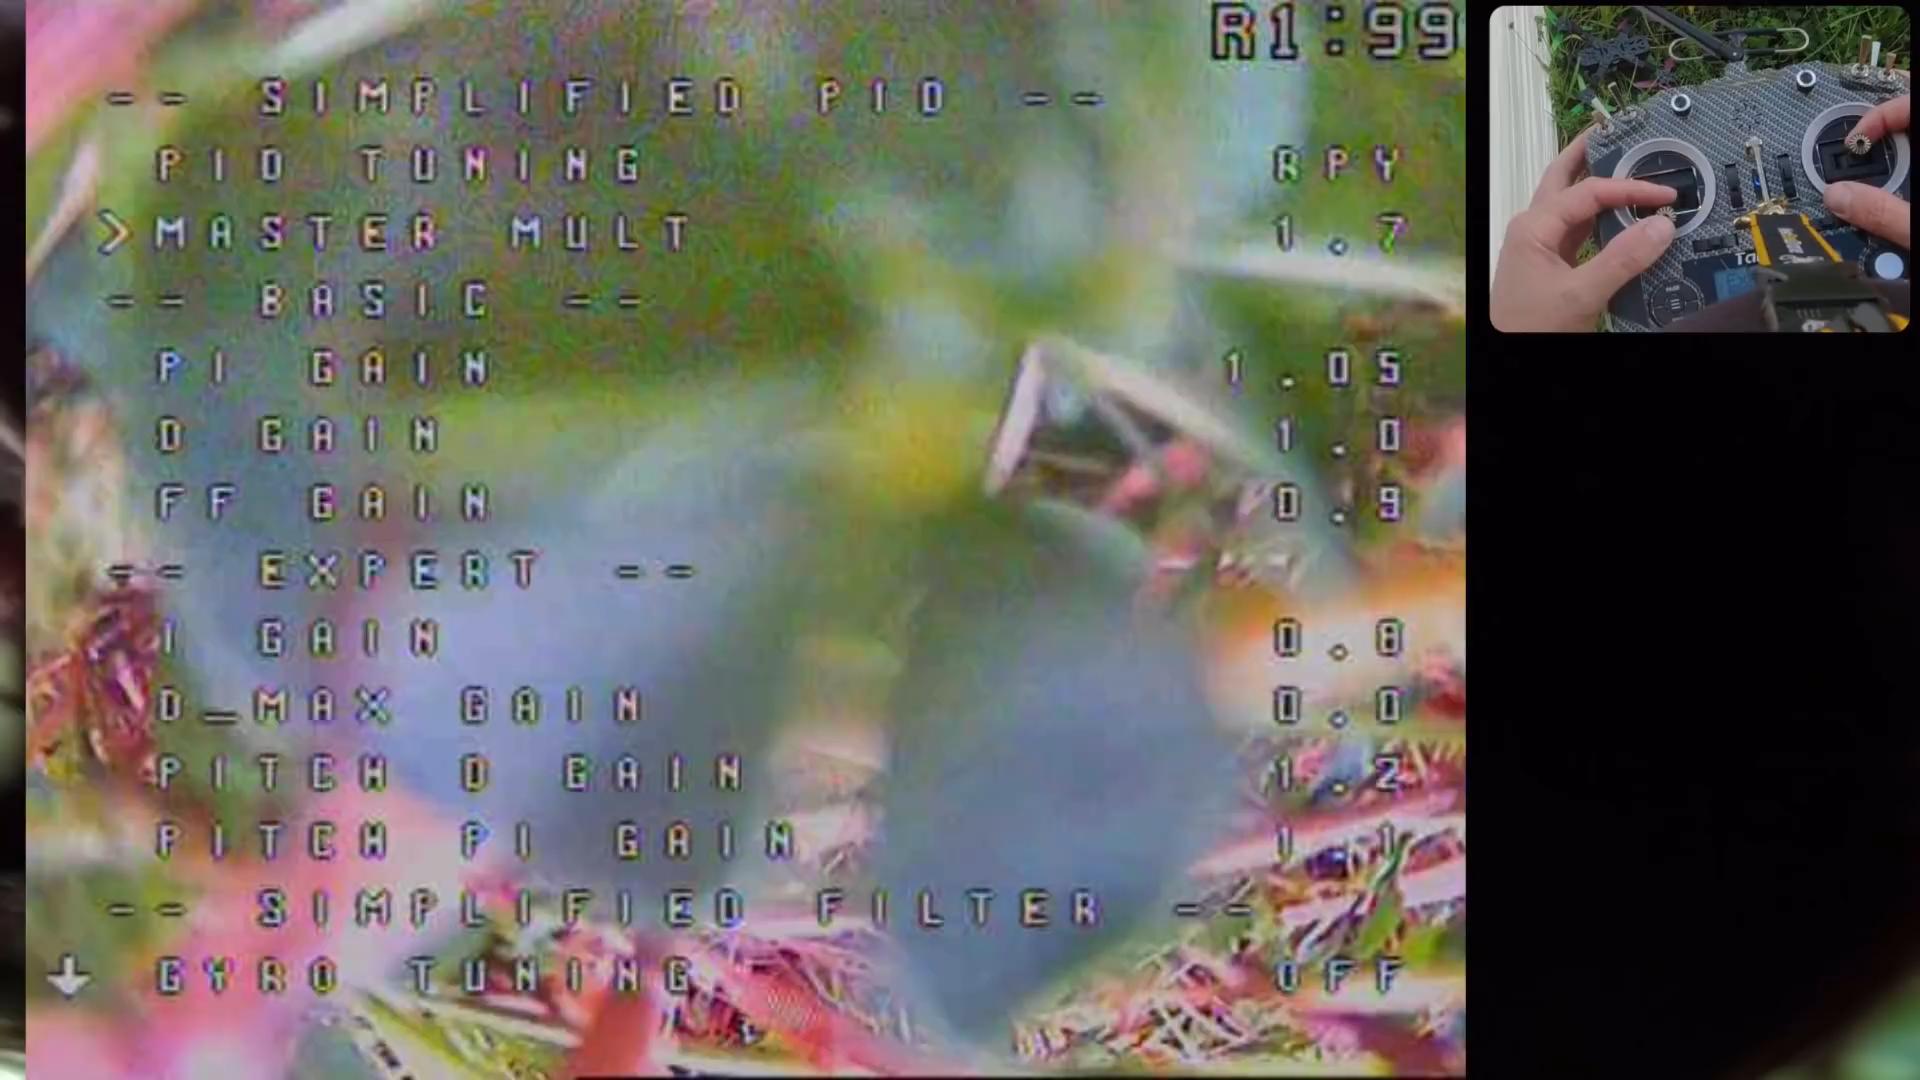 R1:99
-- SIMPLIFIED PID --
PID TUNING RPY
>MASTER MULT 1.7
-- BASIC --
PI GAIN 1.05
D GAIN 1.0
FF GAIN 0.9
-- EXPERT --
I GAIN 0.8
D_MAX GAIN 0.0
PITCH D GAIN 1.2
PITCH PI GAIN 1.1
-- SIMPLIFIED FILTER --
↓ GYRO TUNING OFF